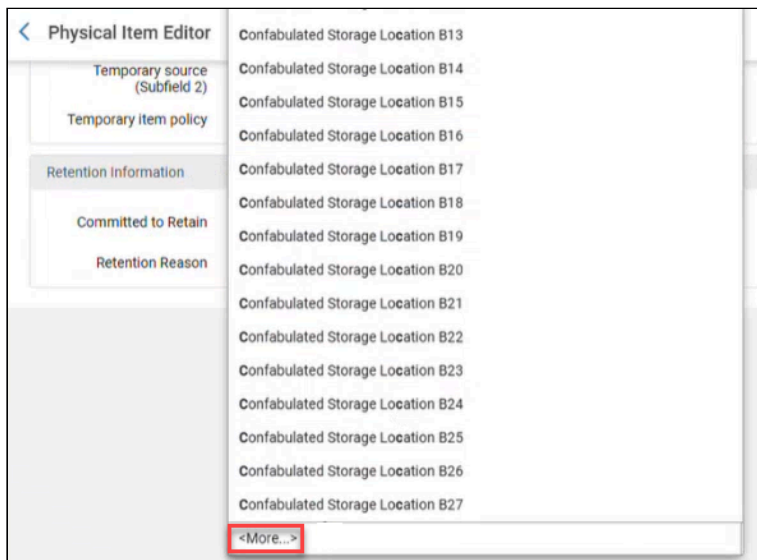 Physical Item Editor
Temporary source
(Subfield 2)
Temporary item policy
Retention Information
Committed to Retain
Retention Reason
Confabulated Storage Location B13
Confabulated Storage Location B14
Confabulated Storage Location B15
Confabulated Storage Location B16
Confabulated Storage Location B17
Confabulated Storage Location B18
Confabulated Storage Location B19
Confabulated Storage Location B20
Confabulated Storage Location B21
Confabulated Storage Location B22
Confabulated Storage Location B23
Confabulated Storage Location B24
Confabulated Storage Location B25
Confabulated Storage Location B26
Confabulated Storage Location B27
<More...>